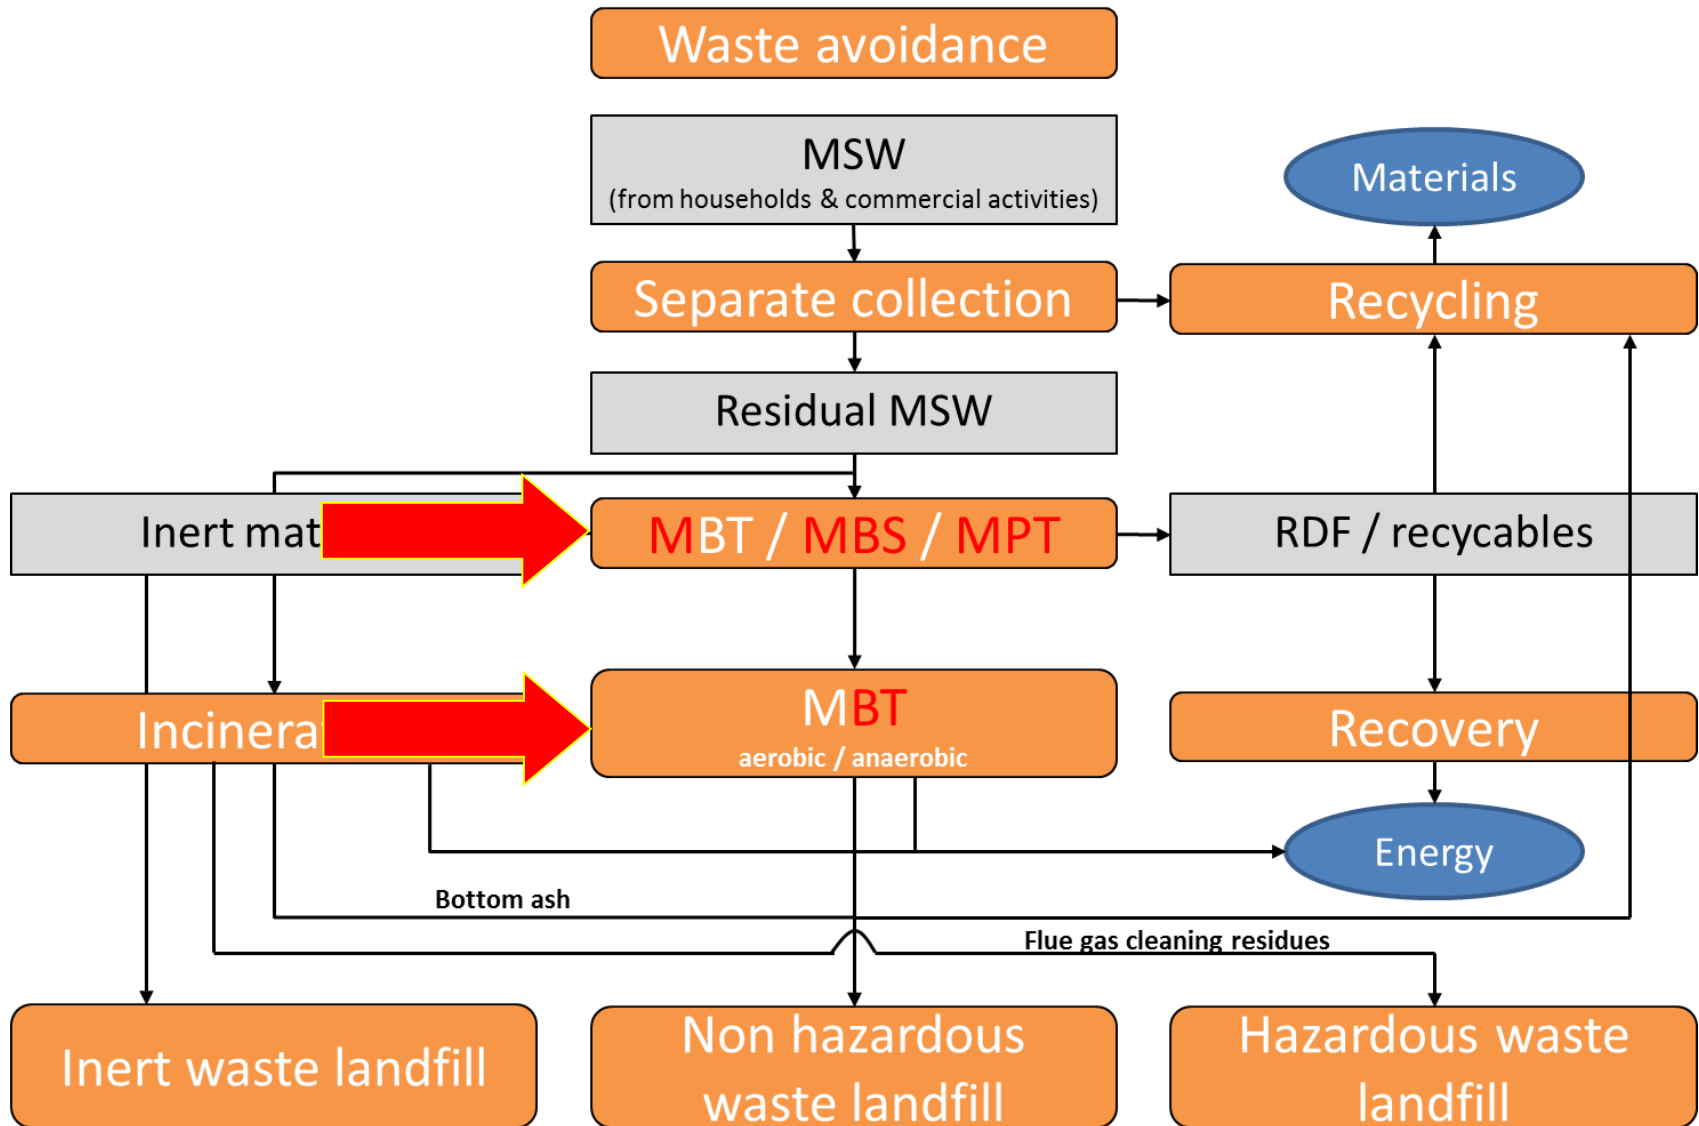 Waste avoidance
MSW
(from households & commercial activities)
Materials
Separate collection
Recycling
Residual MSW
Inert mat
MBT / MBS / MPT
RDF / recycables
Incinera
MBT
aerobic / anaerobic
Recovery
Energy
Bottom ash
Flue gas cleaning residues
Inert waste landfill
Non hazardous
waste landfill
Hazardous waste
landfill